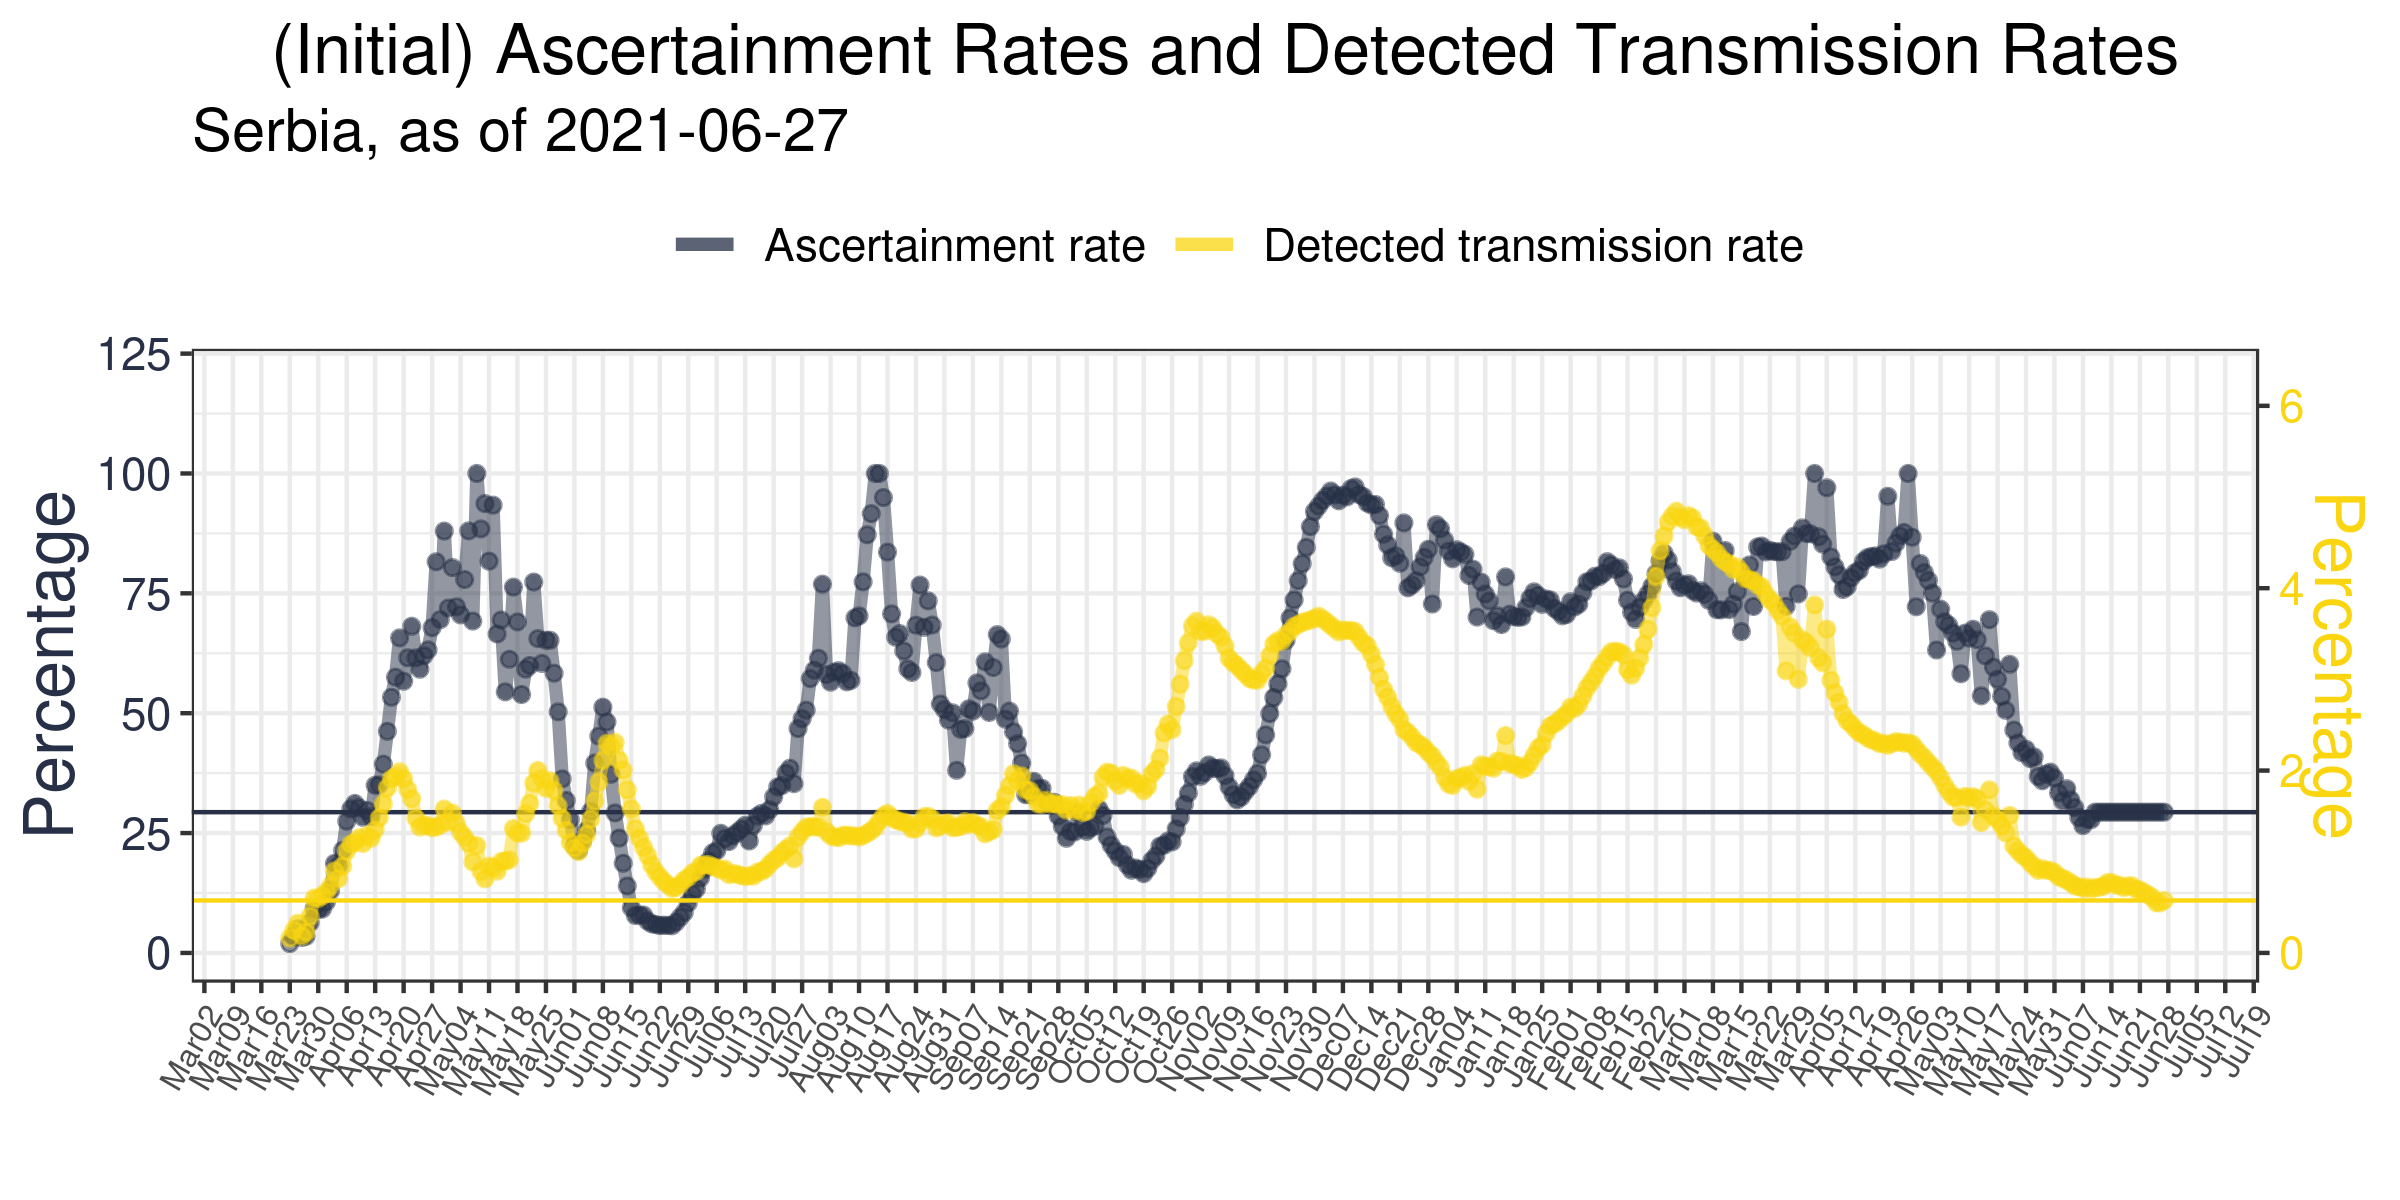 (Initial) Ascertainment Rates and Detected Transmission Rates
Serbia, as of 2021-06-27
Ascertainment rate
Detected transmission rate
Percentage
125
100
75
50
25
0
6
4
2
0
Percentage
Mar02
Mar09
Mar16
Mar23
Mar30
Apr06
Apr13
Apr20
Apr27
May04
May11
May18
May25
Jun01
Jun08
Jun15
Jun22
Jun29
Jul06
Jul13
Jul20
Jul27
Aug03
Aug10
Aug17
Aug24
Aug31
Sep07
Sep14
Sep21
Sep28
Oct05
Oct12
Oct19
Oct26
Nov02
Nov09
Nov16
Nov23
Nov30
Dec07
Dec14
Dec21
Dec28
Jan04
Jan11
Jan18
Jan25
Feb01
Feb08
Feb15
Feb22
Mar01
Mar08
Mar15
Mar22
Mar29
Apr05
Apr12
Apr19
Apr26
May03
May10
May17
May24
May31
Jun07
Jun14
Jun21
Jun28
Jul05
Jul12
Jul19